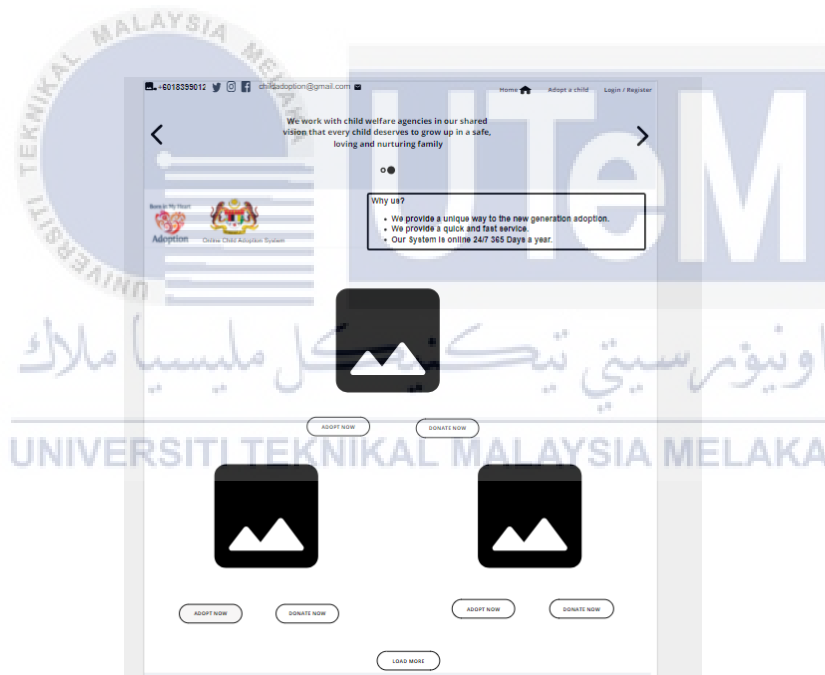 UNIVERSITI TEKNIKAL MALAYSIA MELAKA
UTeM
+6018399012
childadoption@gmail.com
Home
Adopt a child
Login / Register
We work with child welfare agencies in our shared
vision that every child deserves to grow up in a safe,
loving and nurturing family
Born in My Heart
Adoption
Online Child Adoption System
Why us?
• We provide a unique way to the new generation adoption.
• We provide a quick and fast service.
• Our System is online 24/7 365 Days a year.
اونيۏرسيتي تيكنيكل مليسيا ملاك
ADOPT NOW
DONATE NOW
UNIVERSITI TEKNIKAL MALAYSIA MELAKA
ADOPT NOW
DONATE NOW
ADOPT NOW
DONATE NOW
LOAD MORE